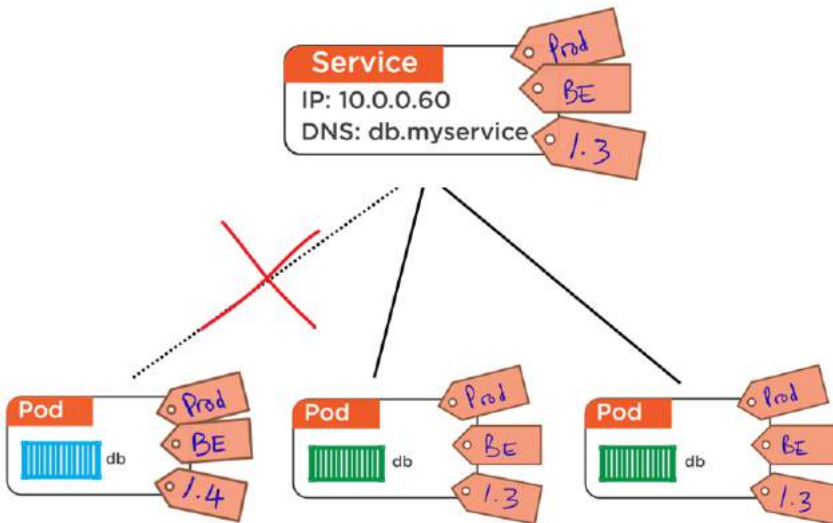 Service
IP: 10.0.0.60
DNS: db.myservice
Prod
BE
1.3
Pod
db
Prod
BE
1.4
Pod
db
Prod
BE
1.3
Pod
db
Prod
BE
1.3